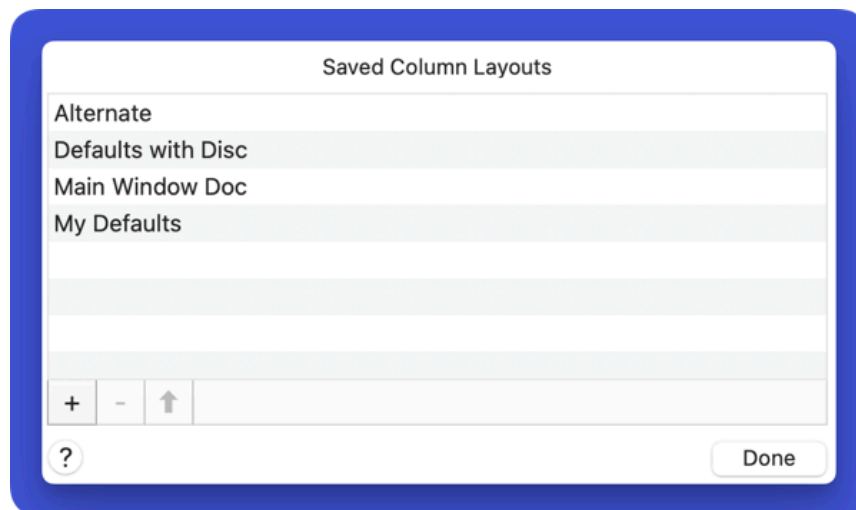 Saved Column Layouts
Alternate
Defaults with Disc
Main Window Doc
My Defaults
+ -
?
Done